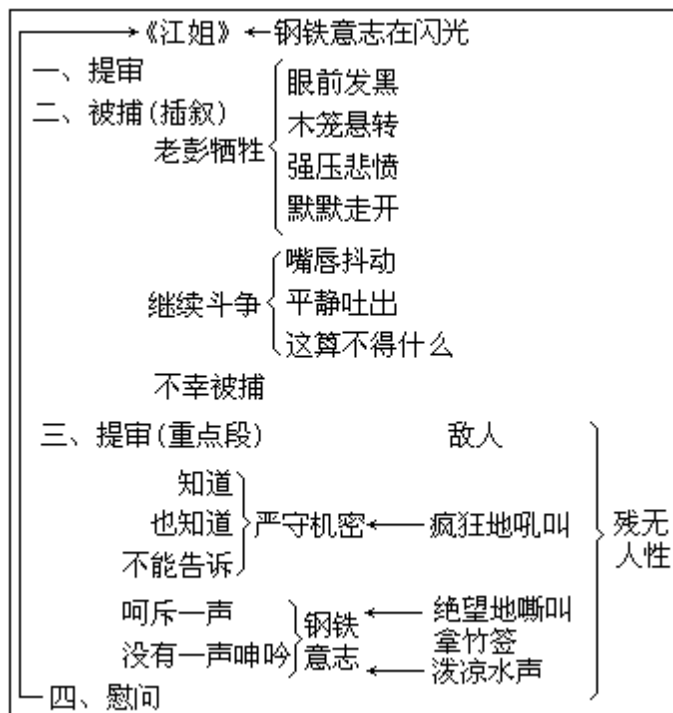 《江姐》 钢铁意志在闪光
一、提审
眼前发黑
二、被捕(插叙)
木笼悬转
老彭牺牲
强压悲愤
默默走开
嘴唇抖动
继续斗争 平静吐出
这算不得什么
不幸被捕
三、提审(重点段) 敌人
知道
也知道 严守机密 疯狂地吼叫 残无
不能告诉 人性
呵斥一声 钢铁 绝望地嘶叫
拿竹签
没有一声呻吟 意志 泼凉水声
四、慰问